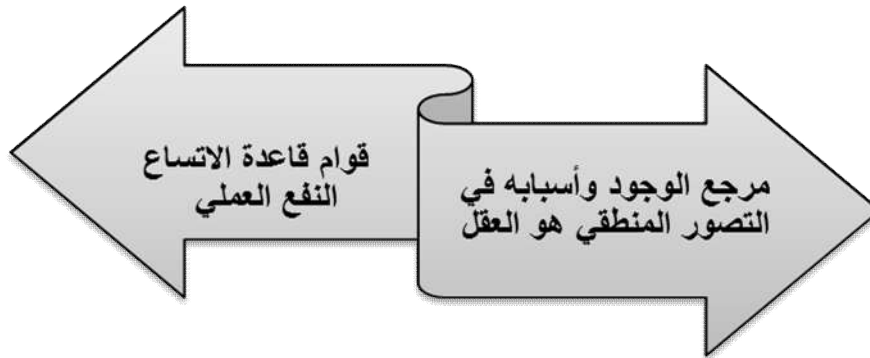 مرجع الوجود وأسبابه في
التصور المنطقي هو العقل
قوام قاعدة الاتساع
النفع العملي